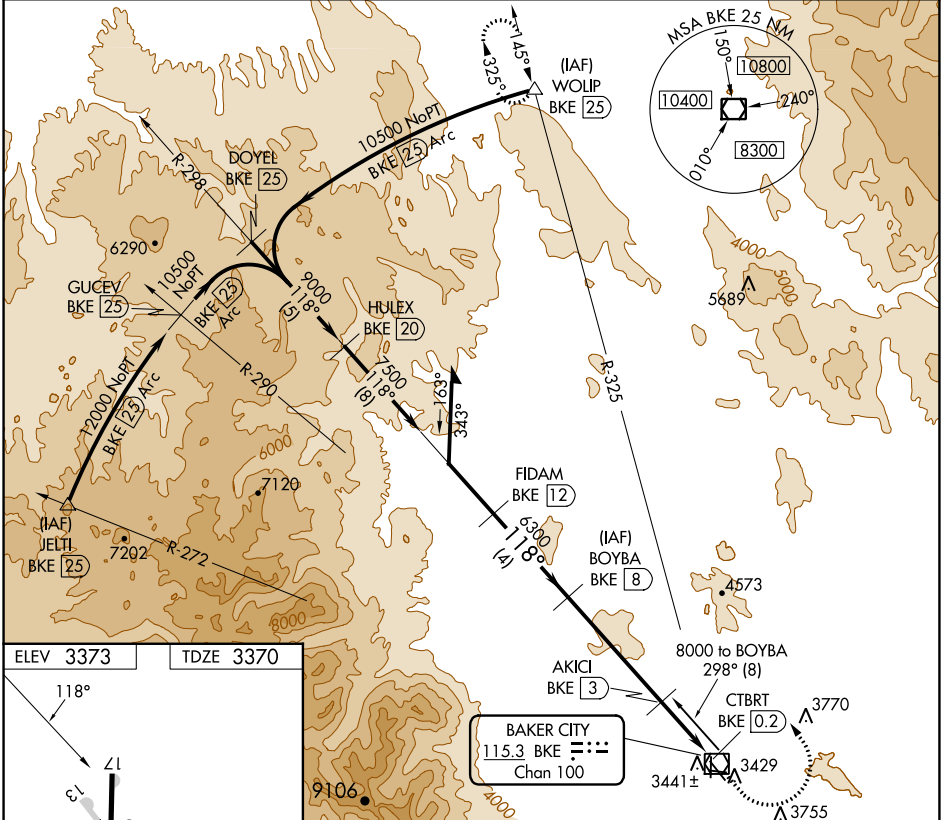 MSA BKE 25 NM
150°
10800
10400
240°
8300
010°
145°
325°
(IAF)
WOLIP
BKE 25
10500 NoPT
BKE 25 Arc
R-298
DOYEL
BKE 25
6290
GUCEV
BKE 25
10500
NoPT
BKE 25
Arc
9000
118°
(5)
HULEX
BKE 20
7500
118°
(8)
4000
5000
5689
R-290
R-325
12000 NoPT
BKE 25 Arc
163°
343°
6000
7120
FIDAM
BKE 12
6300
118°
(4)
(IAF)
JELTI
BKE 25
7202
R-272
(IAF)
BOYBA
BKE 8
4573
8000
ELEV 3373
TDZE 3370
118°
17
13
8000 to BOYBA
298° (8)
AKICI
BKE 3
CTBRT
BKE 0.2
3770
BAKER CITY
115.3 BKE
Chan 100
3441±
3429
9106
4000
3755